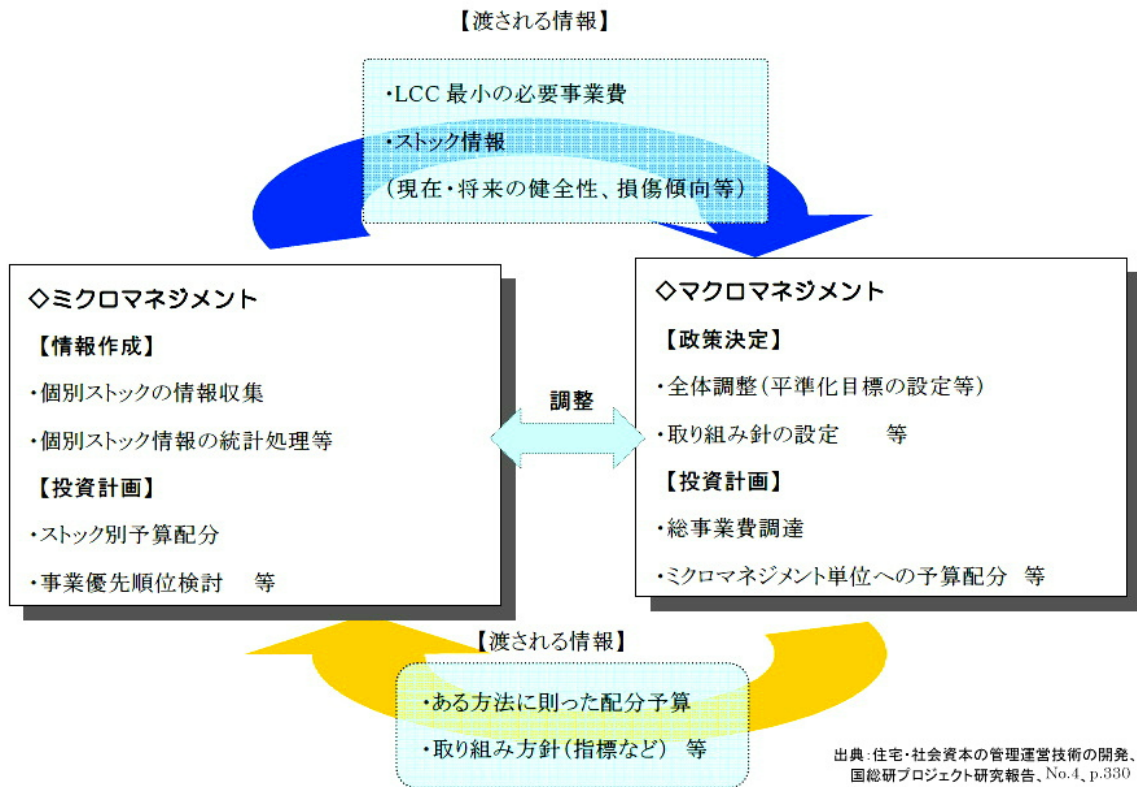 【渡される情報】
・LCC 最小の必要事業費
・ストック情報
(現在・将来の健全性、損傷傾向等)
◇ミクロマネジメント
【情報作成】
・個別ストックの情報収集
・個別ストック情報の統計処理等
【投資計画】
・ストック別予算配分
・事業優先順位検討 等
調整
◇マクロマネジメント
【政策決定】
・全体調整(平準化目標の設定等)
・取り組み針の設定 等
【投資計画】
・総事業費調達
・ミクロマネジメント単位への予算配分 等
【渡される情報】
・ある方法に則った配分予算
・取り組み方針(指標など) 等
出典:住宅・社会資本の管理運営技術の開発、
国総研プロジェクト研究報告、No.4、p.330